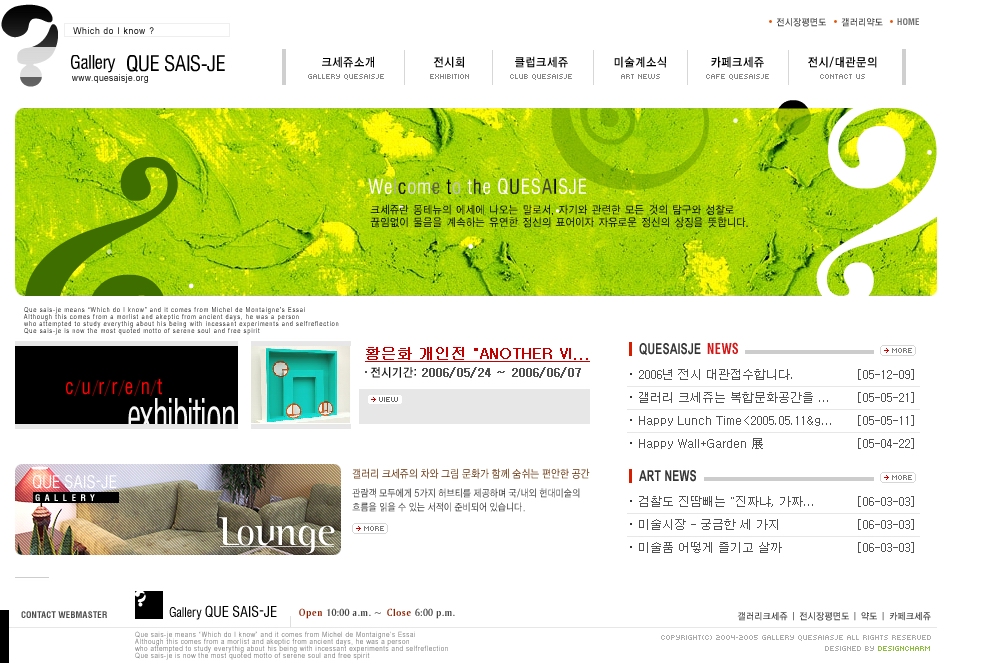 Which do I know ?
• 전시장평면도 • 갤러리약도 • HOME
Gallery QUE SAIS-JE
www.quesaisje.org
크세쥬소개 전시회 클럽크세쥬 미술계소식 카페크세쥬 전시/대관문의
GALLERY QUESAISJE EXHIBITION CLUB QUESAISJE ART NEWS CAFE QUESAISJE CONTACT US
We come to the QUESAISJE
크세쥬란 몽테뉴의 에세에 나오는 말로서, 자기와 관련한 모든 것의 탐구와 성찰로
끊임없이 물음을 계속하는 유연한 정신의 표어이자 자유로운 정신의 상징을 뜻합니다.
Que sais-je means "Which do I know" and it comes from Michel de Montaigne's Essai
Although this comes from a morlist and akeptic from ancient days, he was a person
who attempted to study everythig about his being with incessant experiments and selfreflection
Que sais-je is now the most quoted motto of serene soul and free spirit
c/u/r/r/e/n/t
exhibition
황은화 개인전 "ANOTHER VI...
· 전시기간: 2006/05/24 ~ 2006/06/07
VIEW
QUESAISJE NEWS MORE
· 2006년 전시 대관접수합니다. [05-12-09]
· 갤러리 크세쥬는 복합문화공간을 ... [05-05-21]
· Happy Lunch Time<2005.05.11&g... [05-05-11]
· Happy Wall+Garden 展 [05-04-22]
QUE SAIS-JE
GALLERY
Lounge
갤러리 크세쥬의 차와 그림 문화가 함께 숨쉬는 편안한 공간
관람객 모두에게 5가지 허브티를 제공하며 국/내외 현대미술의
흐름을 읽을 수 있는 서적이 준비되어 있습니다.
MORE
ART NEWS MORE
· 검찰도 진땀빼는 "진짜냐, 가짜... [06-03-03]
· 미술시장 - 궁금한 세 가지 [06-03-03]
· 미술품 어떻게 즐기고 살까 [06-03-03]
CONTACT WEBMASTER
Gallery QUE SAIS-JE
Open 10:00 a.m. ~ Close 6:00 p.m.
갤러리크세쥬 | 전시장평면도 | 약도 | 카페크세쥬
Que sais-je means "Which do I know" and it comes from Michel de Montaigne's Essai
Although this comes from a morlist and akeptic from ancient days, he was a person
who attempted to study everythig about his being with incessant experiments and selfreflection
Que sais-je is now the most quoted motto of serene soul and free spirit
COPYRIGHT(C) 2004-2005 GALLERY QUESAISJE ALL RIGHTS RESERVED
DESIGNED BY DESIGNCHARM